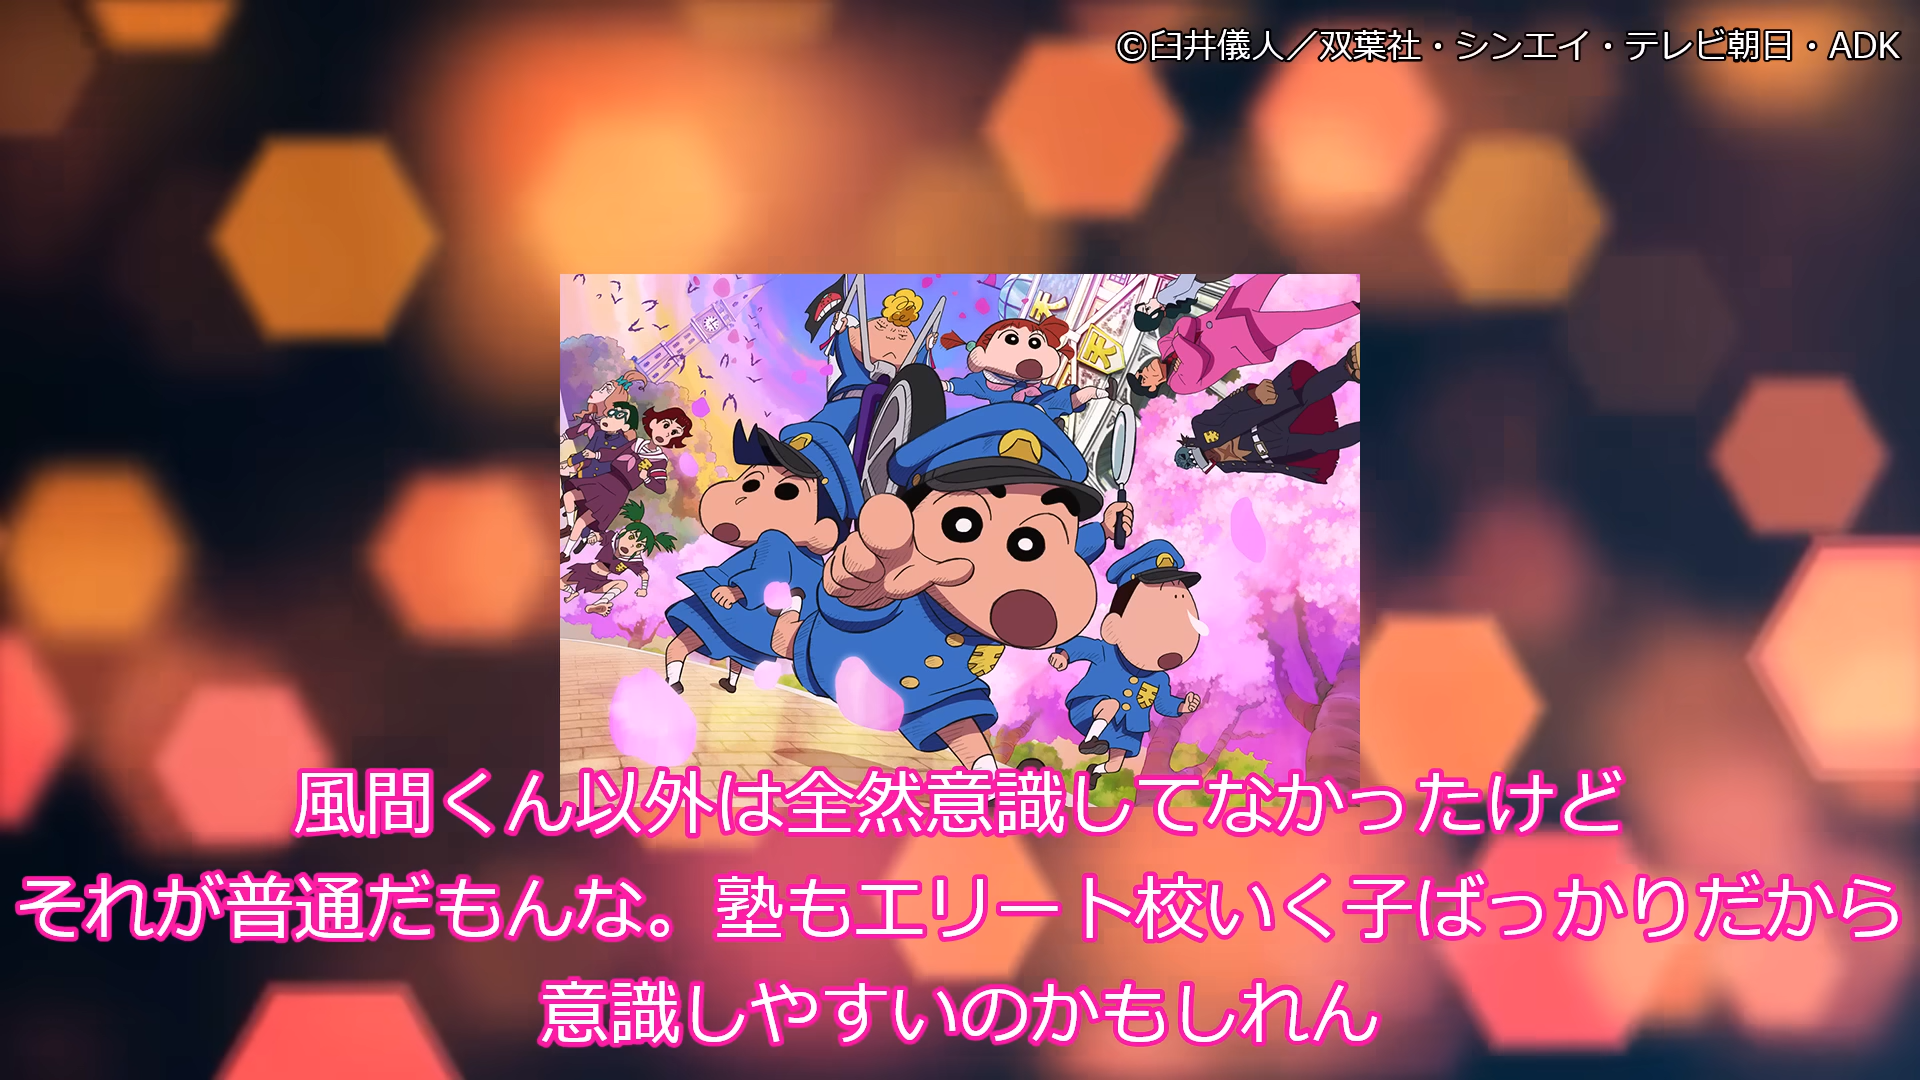 ©臼井儀人／双葉社・シンエイ・テレビ朝日・ADK
天
天
風間くん以外は全然意識してなかったけど
それが普通だもんな。塾もエリート校いく子ばっかりだから
意識しやすいのかもしれん